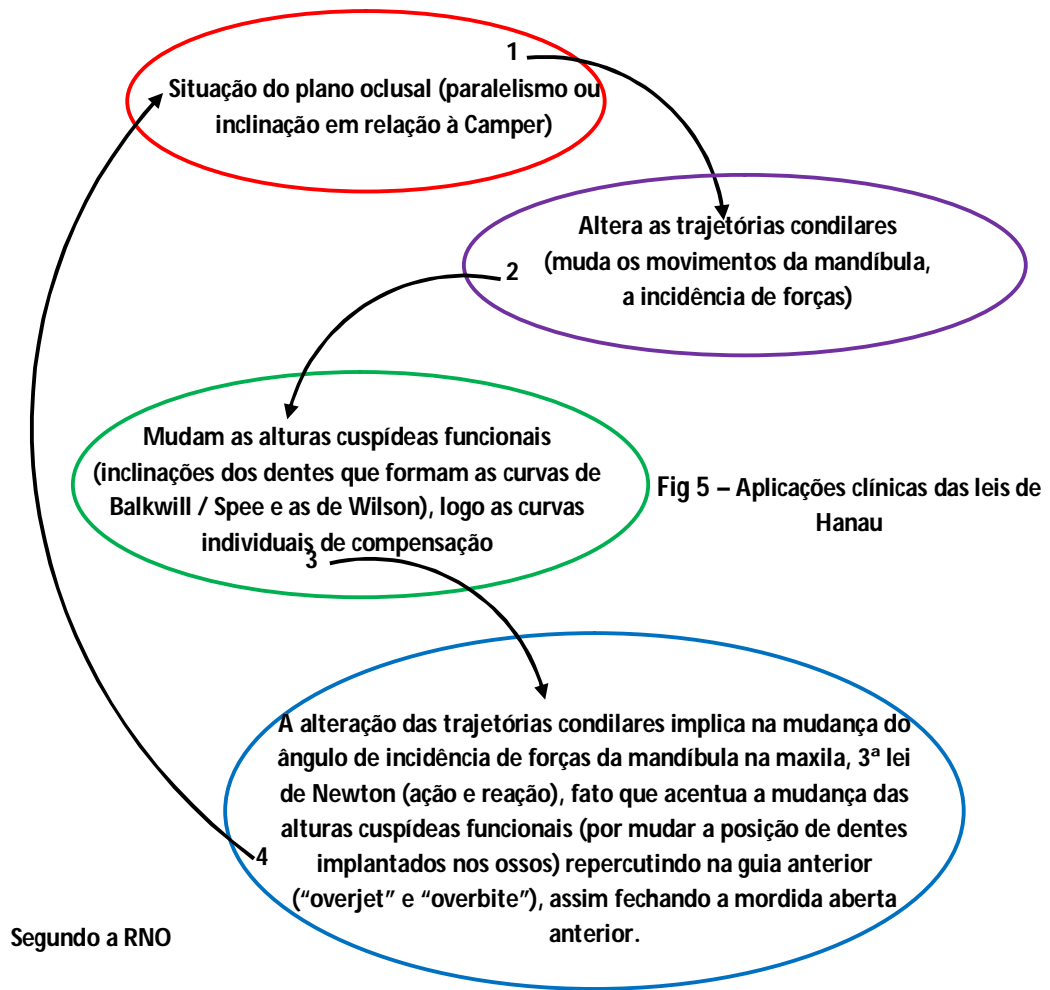 1
Situação do plano oclusal (paralelismo ou
inclinação em relação à Camper)
Altera as trajetórias condilares
(muda os movimentos da mandíbula,
a incidência de forças)
2
Mudam as alturas cuspídeas funcionais
(inclinações dos dentes que formam as curvas de
Balkwill / Spee e as de Wilson), logo as curvas
individuais de compensação
3
Fig 5 – Aplicações clínicas das leis de
Hanau
A alteração das trajetórias condilares implica na mudança do
ângulo de incidência de forças da mandíbula na maxila, 3ª lei
de Newton (ação e reação), fato que acentua a mudança das
alturas cuspídeas funcionais (por mudar a posição de dentes
implantados nos ossos) repercutindo na guia anterior
(“overjet” e “overbite”), assim fechando a mordida aberta
anterior.
4
Segundo a RNO